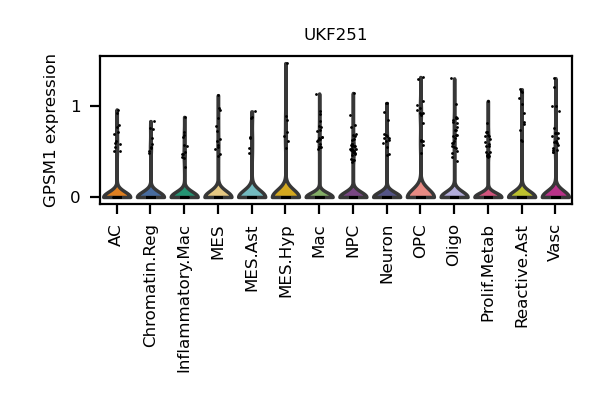 UKF251
GPSM1 expression
1
0
AC
Chromatin.Reg
Inflammatory.Mac
MES
MES.Ast
MES.Hyp
Mac
NPC
Neuron
OPC
Oligo
Prolif.Metab
Reactive.Ast
Vasc